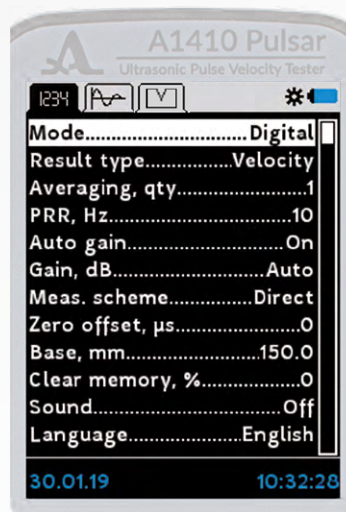 A1410 Pulsar
Ultrasonic Pulse Velocity Tester
1234
V
Mode............................Digital
Result type...............Velocity
Averaging, qty.......................1
PRR, Hz................................10
Auto gain............................On
Gain, dB...........................Auto
Meas. scheme...............Direct
Zero offset, µs......................0
Base, mm.......................150.0
Clear memory, %.................0
Sound.................................Off
Language......................English
30.01.19 10:32:28